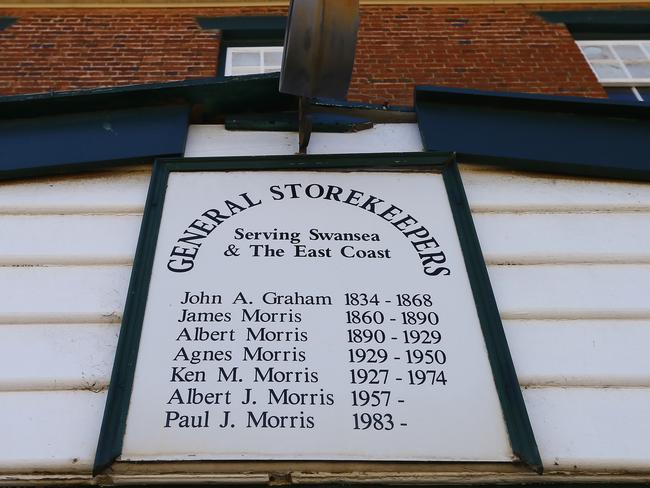 GENERAL STOREKEEPERS
Serving Swansea
& The East Coast
John A. Graham 1834 - 1868
James Morris 1860 - 1890
Albert Morris 1890 - 1929
Agnes Morris 1929 - 1950
Ken M. Morris 1927 - 1974
Albert J. Morris 1957 -
Paul J. Morris 1983 -